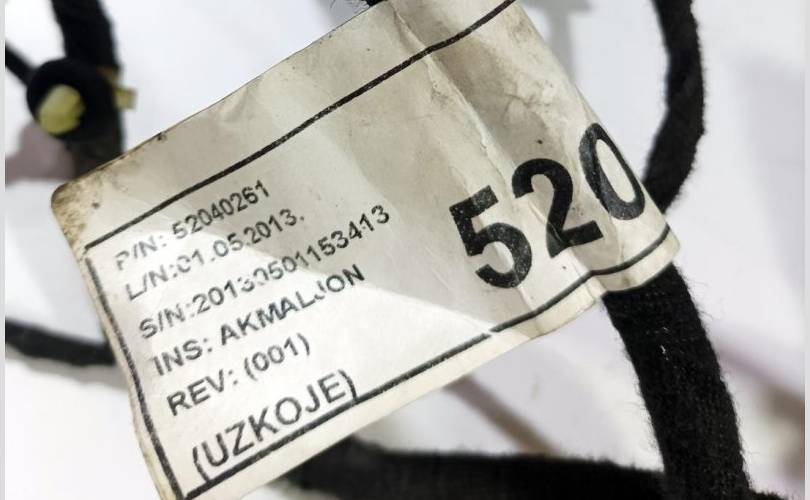 P/N: 52040261
L/N:01.05.2013.
S/N:20130501153413
INS: AKMALJON
REV: (001)
(UZKOJE)
520